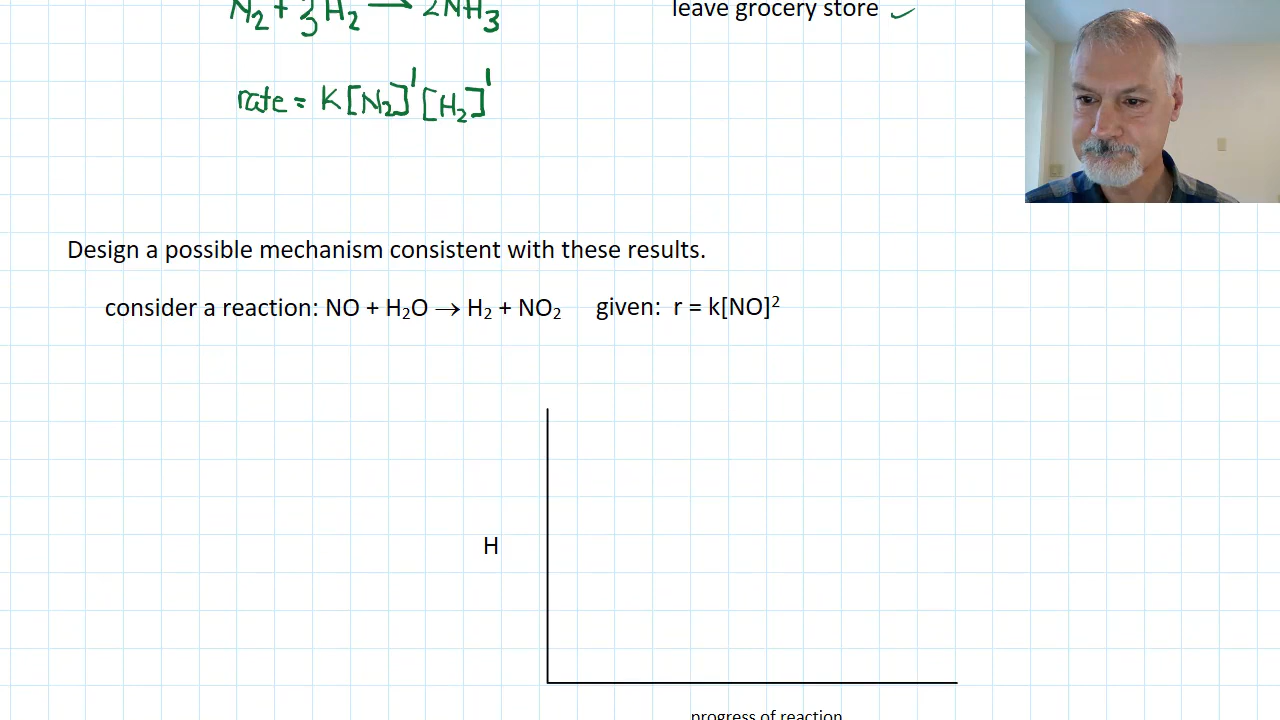 N₂ + 3H₂ → 2NH₃
leave grocery store ✓
rate = K[N₂]¹[H₂]¹
Design a possible mechanism consistent with these results.
consider a reaction: NO + H₂O → H₂ + NO₂ given: r = k[NO]²
H
progress of reaction